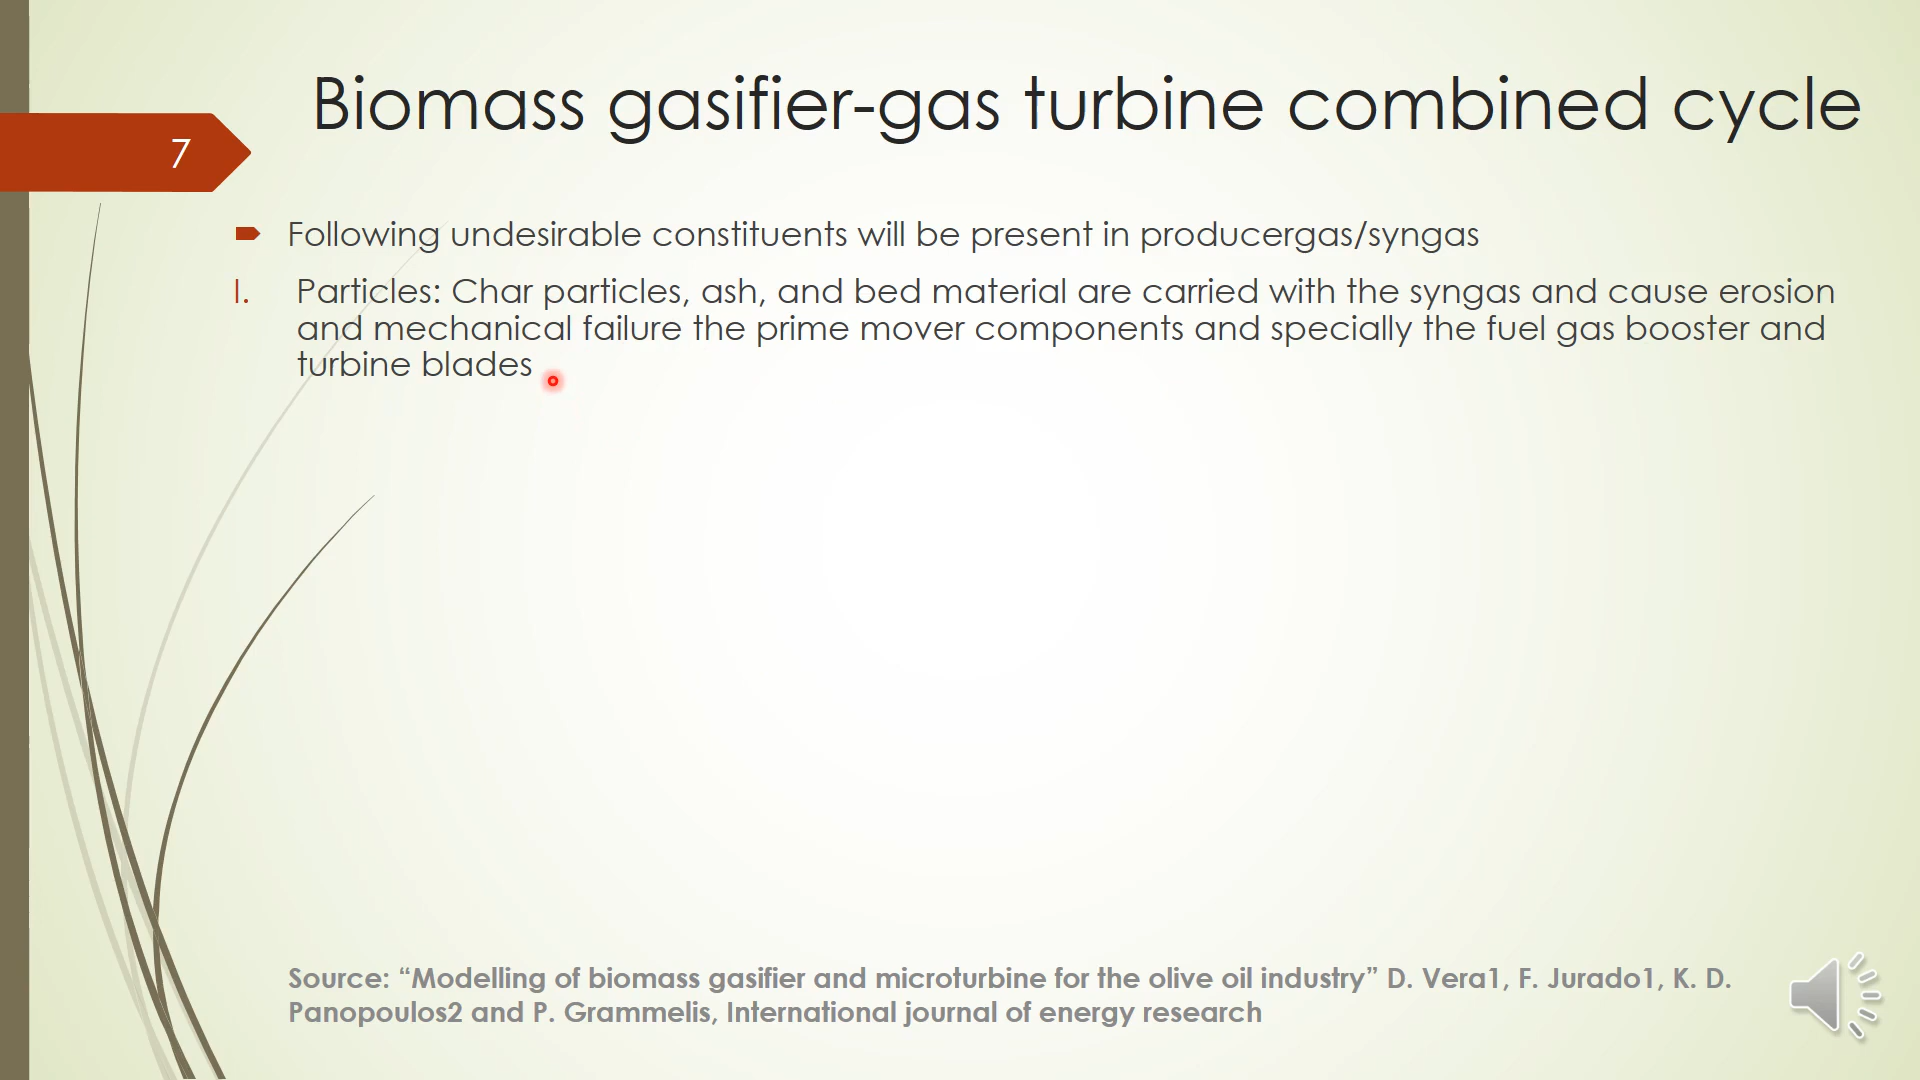 Biomass gasifier-gas turbine combined cycle
7
Following undesirable constituents will be present in producergas/syngas
I. Particles: Char particles, ash, and bed material are carried with the syngas and cause erosion
and mechanical failure the prime mover components and specially the fuel gas booster and
turbine blades
Source: “Modelling of biomass gasifier and microturbine for the olive oil industry” D. Vera1, F. Jurado1, K. D.
Panopoulos2 and P. Grammelis, International journal of energy research